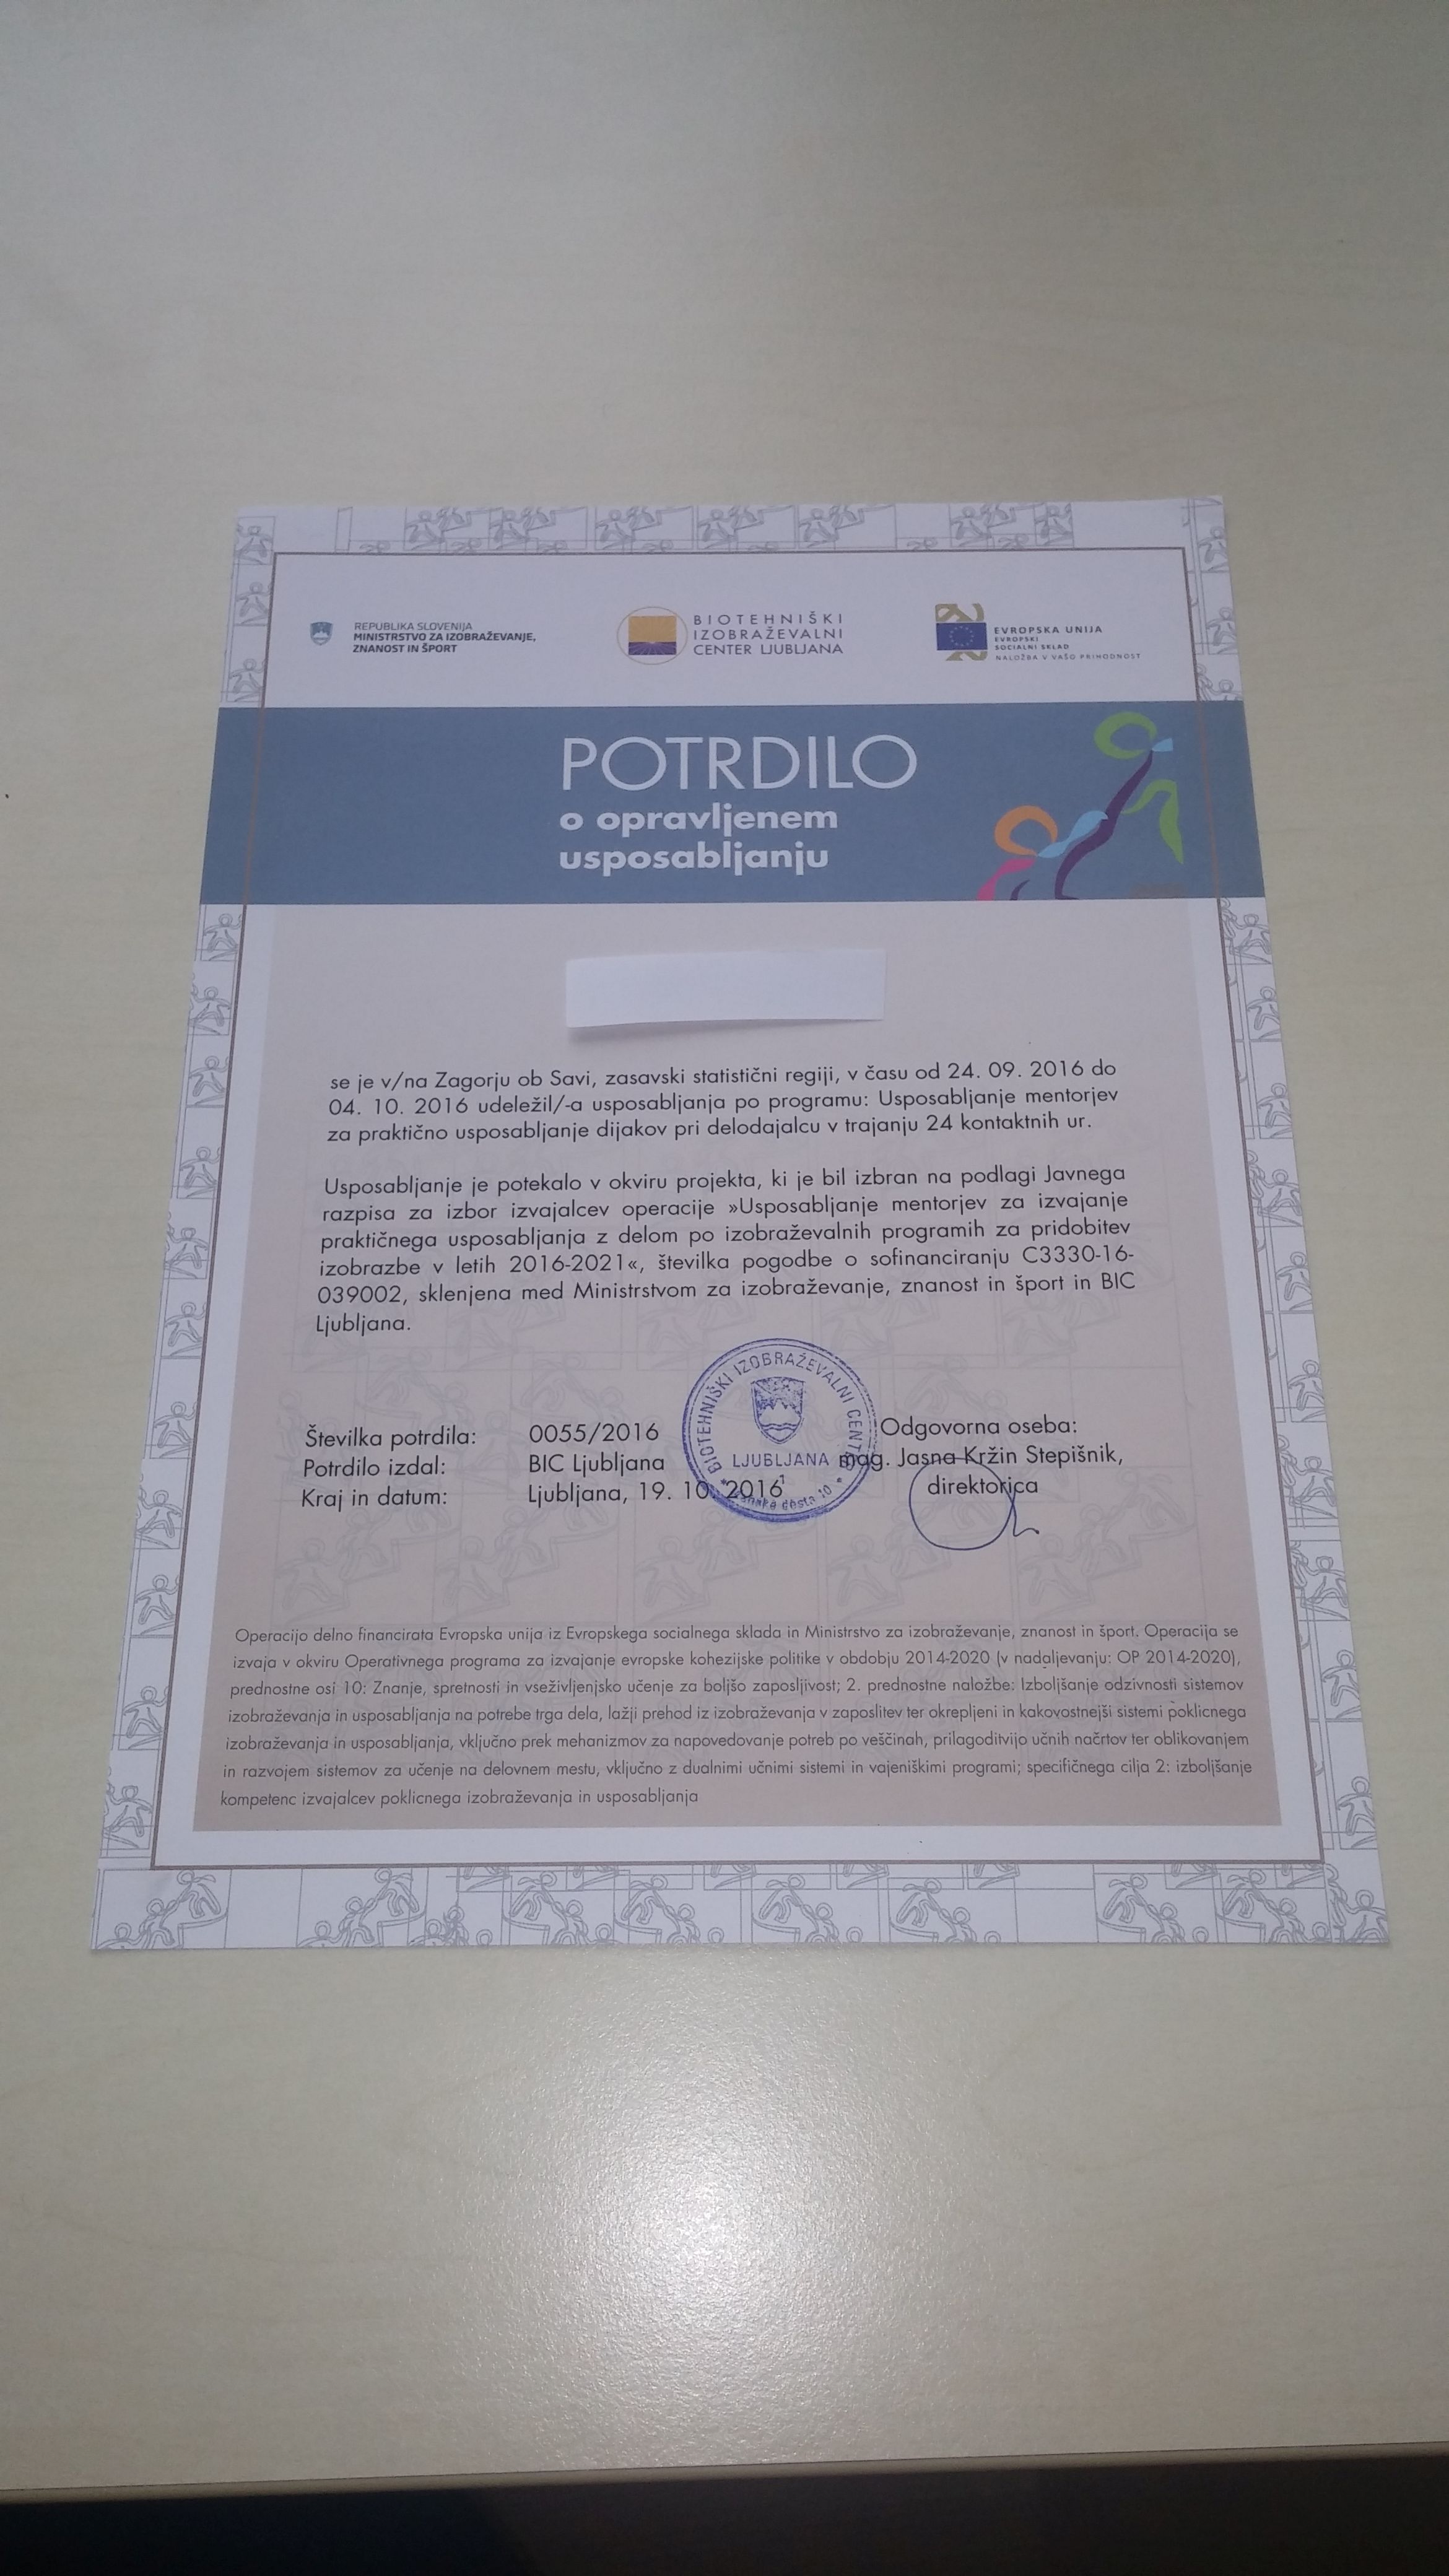 REPUBLIKA SLOVENIJA
MINISTRSTVO ZA IZOBRAŽEVANJE,
ZNANOST IN ŠPORT
BIOTEHNIŠKI
IZOBRAŽEVALNI
CENTER LJUBLJANA
EVROPSKA UNIJA
EVROPSKI
SOCIALNI SKLAD
NALOŽBA V VAŠO PRIHODNOST
POTRDILO
o opravljenem
usposabljanju
se je v/na Zagorju ob Savi, zasavski statistični regiji, v času od 24. 09. 2016 do
04. 10. 2016 udeležil/-a usposabljanja po programu: Usposabljanje mentorjev
za praktično usposabljanje dijakov pri delodajalcu v trajanju 24 kontaktnih ur.
Usposabljanje je potekalo v okviru projekta, ki je bil izbran na podlagi Javnega
razpisa za izbor izvajalcev operacije »Usposabljanje mentorjev za izvajanje
praktičnega usposabljanja z delom po izobraževalnih programih za pridobitev
izobrazbe v letih 2016-2021«, številka pogodbe o sofinanciranju C3330-16-
039002, sklenjena med Ministrstvom za izobraževanje, znanost in šport in BIC
Ljubljana.
Številka potrdila: 0055/2016
Potrdilo izdal: BIC Ljubljana
Kraj in datum: Ljubljana, 19. 10. 2016
BIOTEHNIŠKI IZOBRAŽEVALNI
LJUBLJANA
1
cesta 10
Odgovorna oseba:
mag. Jasna Kržin Stepišnik,
direktorica
Operacijo delno financirata Evropska unija iz Evropskega socialnega sklada in Ministrstvo za izobraževanje, znanost in šport. Operacija se
izvaja v okviru Operativnega programa za izvajanje evropske kohezijske politike v obdobju 2014-2020 (v nadaljevanju: OP 2014-2020),
prednostne osi 10: Znanje, spretnosti in vseživljenjsko učenje za boljšo zaposljivost; 2. prednostne naložbe: Izboljšanje odzivnosti sistemov
izobraževanja in usposabljanja na potrebe trga dela, lažji prehod iz izobraževanja v zaposlitev ter okrepljeni in kakovostnejši sistemi poklicnega
izobraževanja in usposabljanja, vključno prek mehanizmov za napovedovanje potreb po veščinah, prilagoditvijo učnih načrtov ter oblikovanjem
in razvojem sistemov za učenje na delovnem mestu, vključno z dualnimi učnimi sistemi in vajeniškimi programi; specifičnega cilja 2: izboljšanje
kompetenc izvajalcev poklicnega izobraževanja in usposabljanja